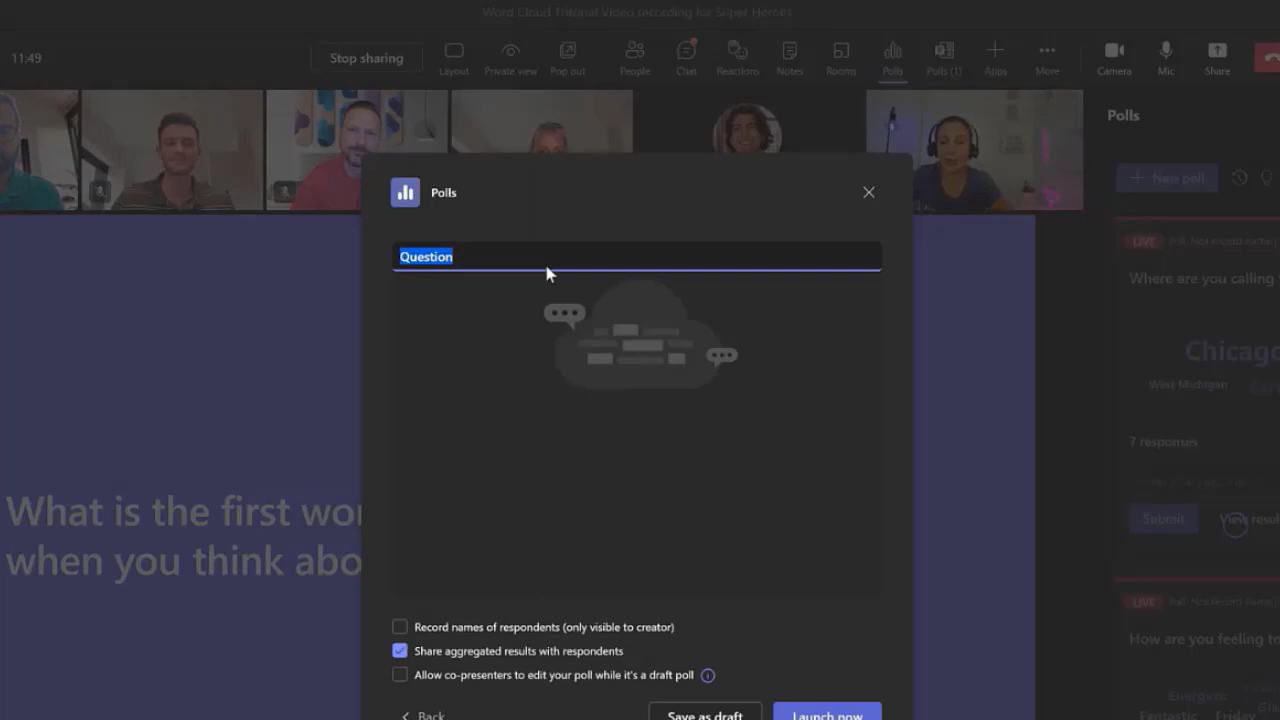 Word Cloud Tutorial Video recording for Super Heroes
11:49
Stop sharing
Layout
Private view
Pop out
People
Chat
Reactions
Notes
Rooms
Polls
Polls (1)
Apps
More
Camera
Mic
Share
Polls
Polls
New poll
LIVE
Where are you calling
Question
Chicago
West Michigan
7 responses
What is the first wor
Submit
View resul
when you think abo
LIVE
Record names of respondents (only visible to creator)
How are you feeling to
Share aggregated results with respondents
Allow co-presenters to edit your poll while it's a draft poll
Energetic
Fantastic
Friday
Back
Save as draft
Launch now